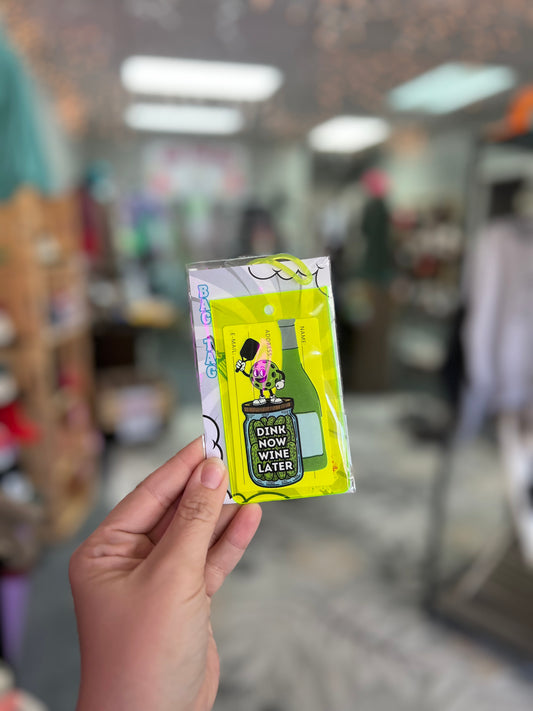 BAG TAG
NAME:
ADDRESS:
E-MAIL:
DINK
NOW
WINE
LATER